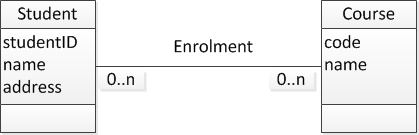 Student
studentID
name
address
Enrolment
0..n
0..n
Course
code
name